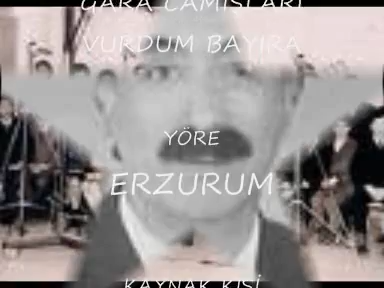 GARA CAMIŞLARI
VURDUM BAYIRA
YÖRE
ERZURUM
KAYNAK KİŞİ